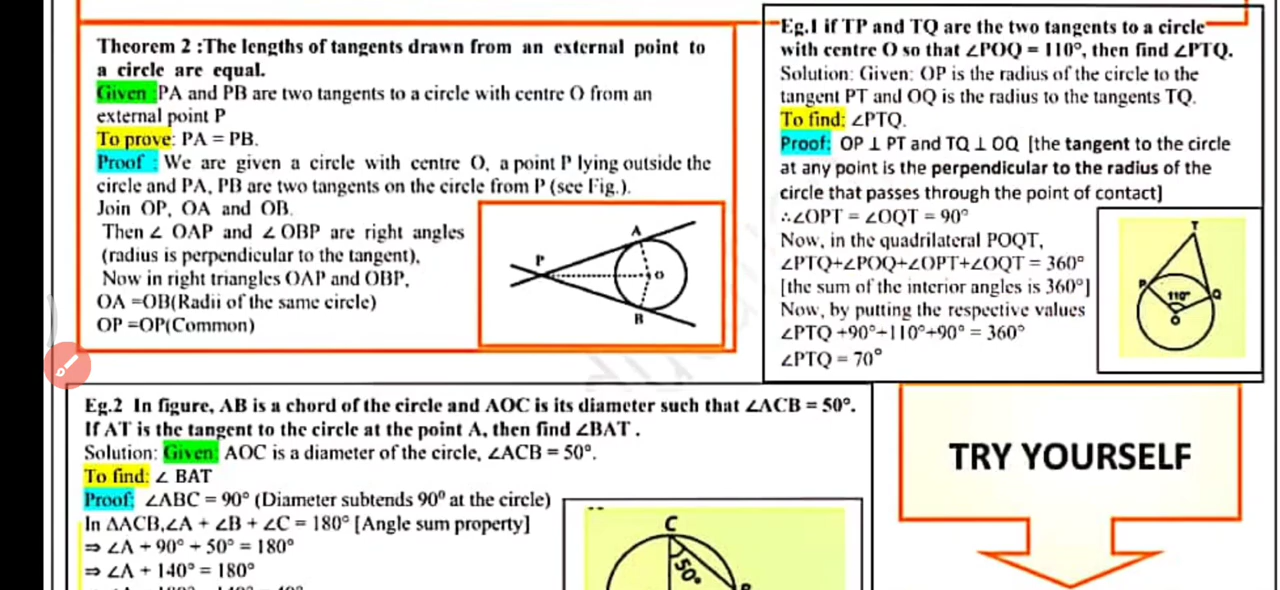 Theorem 2 :The lengths of tangents drawn from an external point to
a circle are equal.
Given :PA and PB are two tangents to a circle with centre O from an
external point P
To prove: PA = PB.
Proof : We are given a circle with centre O, a point P lying outside the
circle and PA, PB are two tangents on the circle from P (see Fig.).
Join OP, OA and OB.
Then ∠ OAP and ∠ OBP are right angles
(radius is perpendicular to the tangent),
Now in right triangles OAP and OBP,
OA =OB(Radii of the same circle)
OP =OP(Common)
A
P
O
B
Eg.1 if TP and TQ are the two tangents to a circle
with centre O so that ∠POQ = 110°, then find ∠PTQ.
Solution: Given: OP is the radius of the circle to the
tangent PT and OQ is the radius to the tangents TQ.
To find: ∠PTQ.
Proof: OP ⊥ PT and TQ ⊥ OQ [the tangent to the circle
at any point is the perpendicular to the radius of the
circle that passes through the point of contact]
∴∠OPT = ∠OQT = 90°
Now, in the quadrilateral POQT,
∠PTQ+∠POQ+∠OPT+∠OQT = 360°
[the sum of the interior angles is 360°]
Now, by putting the respective values
∠PTQ +90°+110°+90° = 360°
∠PTQ = 70°
T
P
110°
Q
O
Eg.2 In figure, AB is a chord of the circle and AOC is its diameter such that ∠ACB = 50°.
If AT is the tangent to the circle at the point A, then find ∠BAT .
Solution: Given: AOC is a diameter of the circle, ∠ACB = 50°.
To find: ∠ BAT
Proof: ∠ABC = 90° (Diameter subtends 90⁰ at the circle)
In ΔACB,∠A + ∠B + ∠C = 180° [Angle sum property]
⇒ ∠A + 90° + 50° = 180°
⇒ ∠A + 140° = 180°
C
50°
TRY YOURSELF